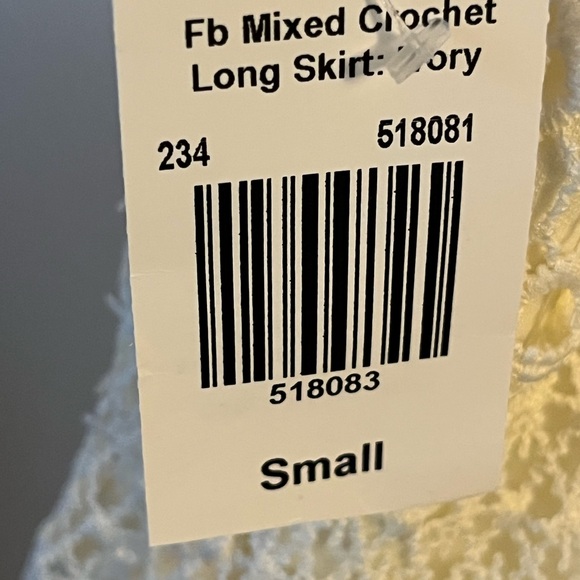 Fb Mixed Crochet
Long Skirt: Ivory
234 518081
518083
Small